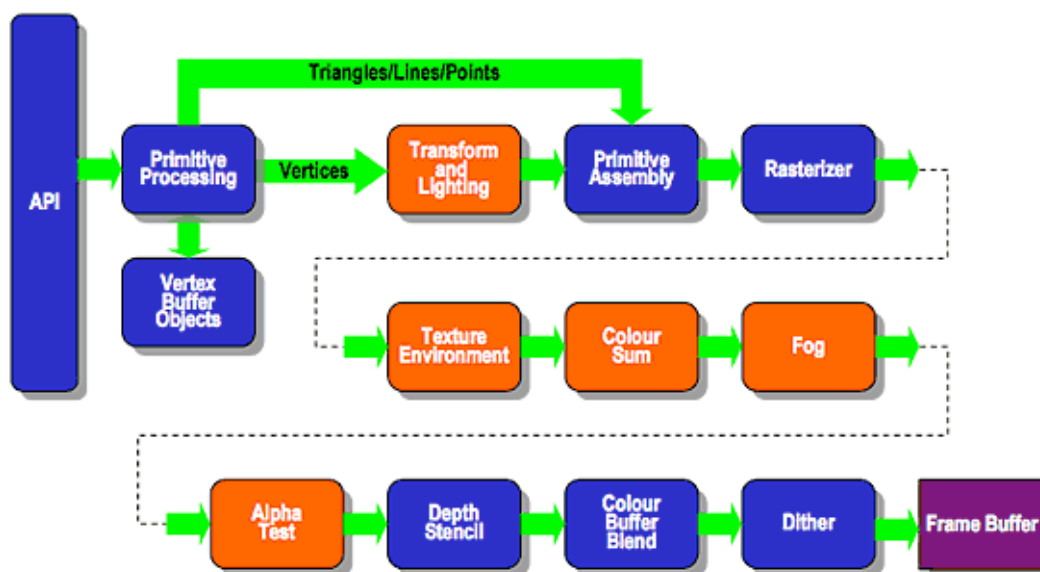 Triangles/Lines/Points
API
Primitive
Processing
Vertices
Transform
and
Lighting
Primitive
Assembly
Rasterizer
Vertex
Buffer
Objects
Texture
Environment
Colour
Sum
Fog
Alpha
Test
Depth
Stencil
Colour
Buffer
Blend
Dither
Frame Buffer